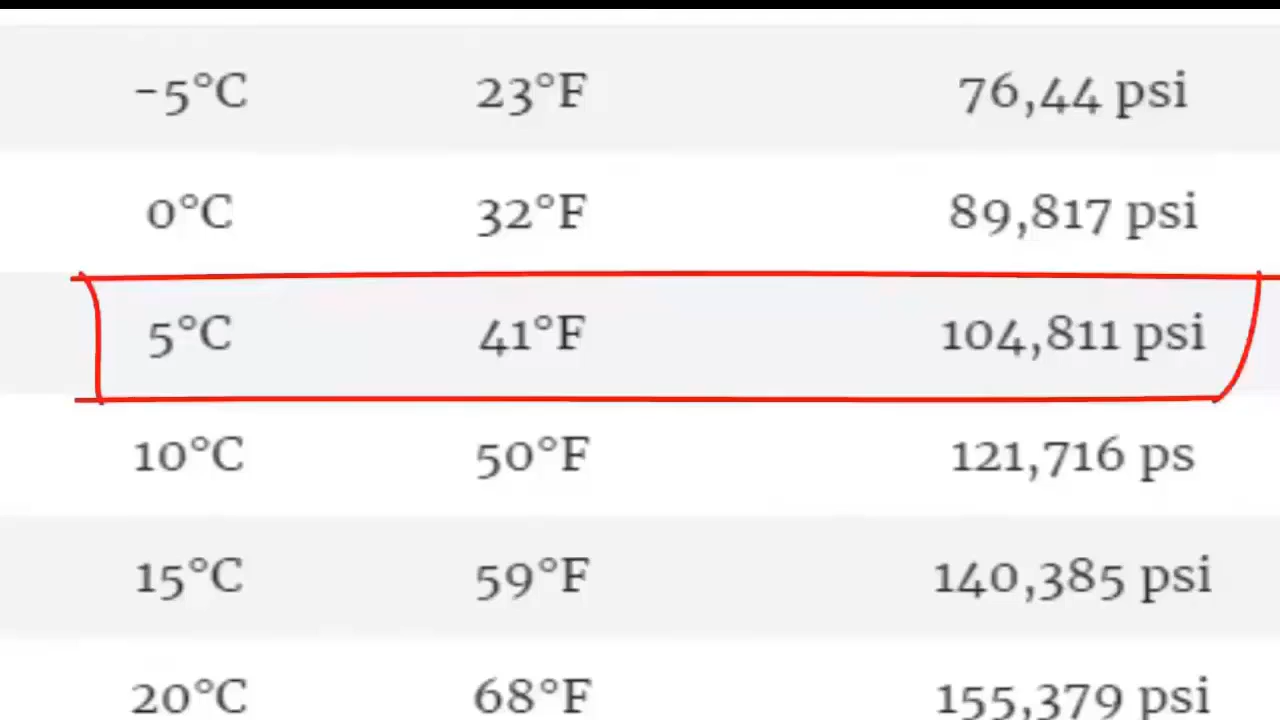 -5°C 23°F 76,44 psi
0°C 32°F 89,817 psi
5°C 41°F 104,811 psi
10°C 50°F 121,716 ps
15°C 59°F 140,385 psi
20°C 68°F 155,379 psi